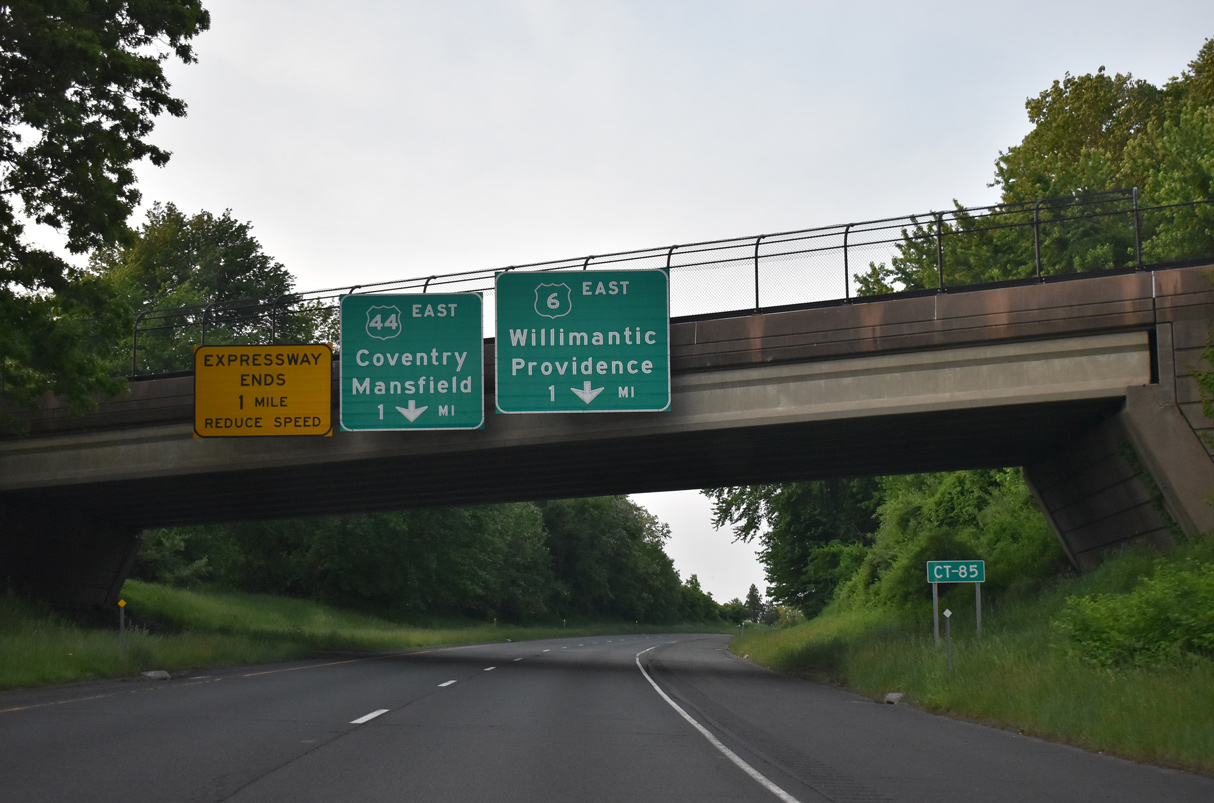 EXPRESSWAY
ENDS
1 MILE
REDUCE SPEED
44 EAST
Coventry
Mansfield
1 MI
6 EAST
Willimantic
Providence
1 MI
CT-85